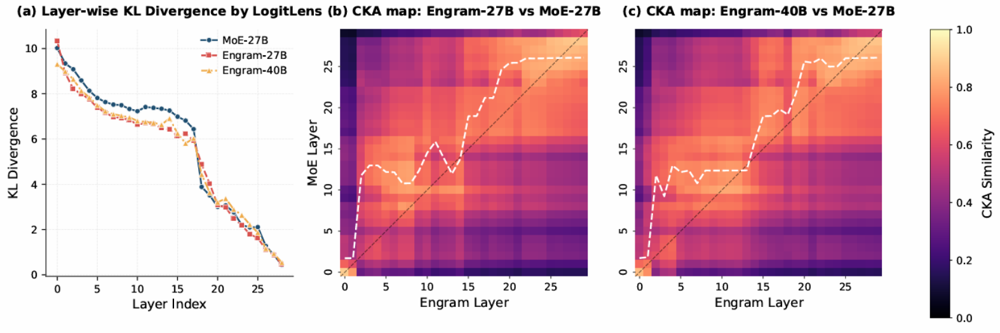 (a) Layer-wise KL Divergence by LogitLens
KL Divergence
10
8
6
4
2
0
MoE-27B
Engram-27B
Engram-40B
0 5 10 15 20 25
Layer Index
(b) CKA map: Engram-27B vs MoE-27B
MoE Layer
25
20
15
10
5
0
0 5 10 15 20 25
Engram Layer
(c) CKA map: Engram-40B vs MoE-27B
25
20
15
10
5
0
0 5 10 15 20 25
Engram Layer
1.0
0.8
0.6
0.4
0.2
0.0
CKA Similarity